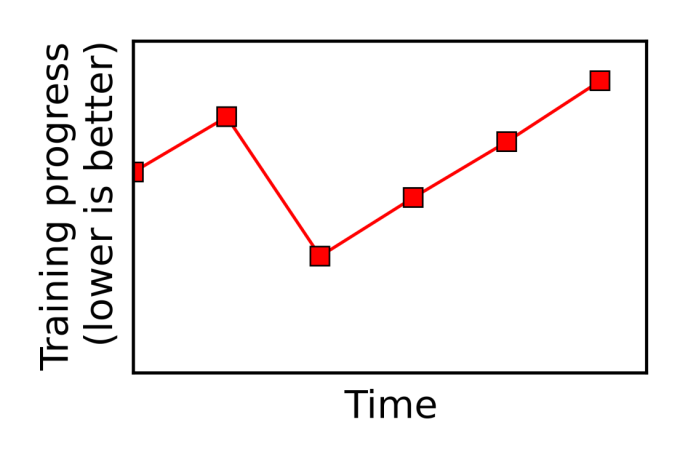 Training progress
(lower is better)
Time